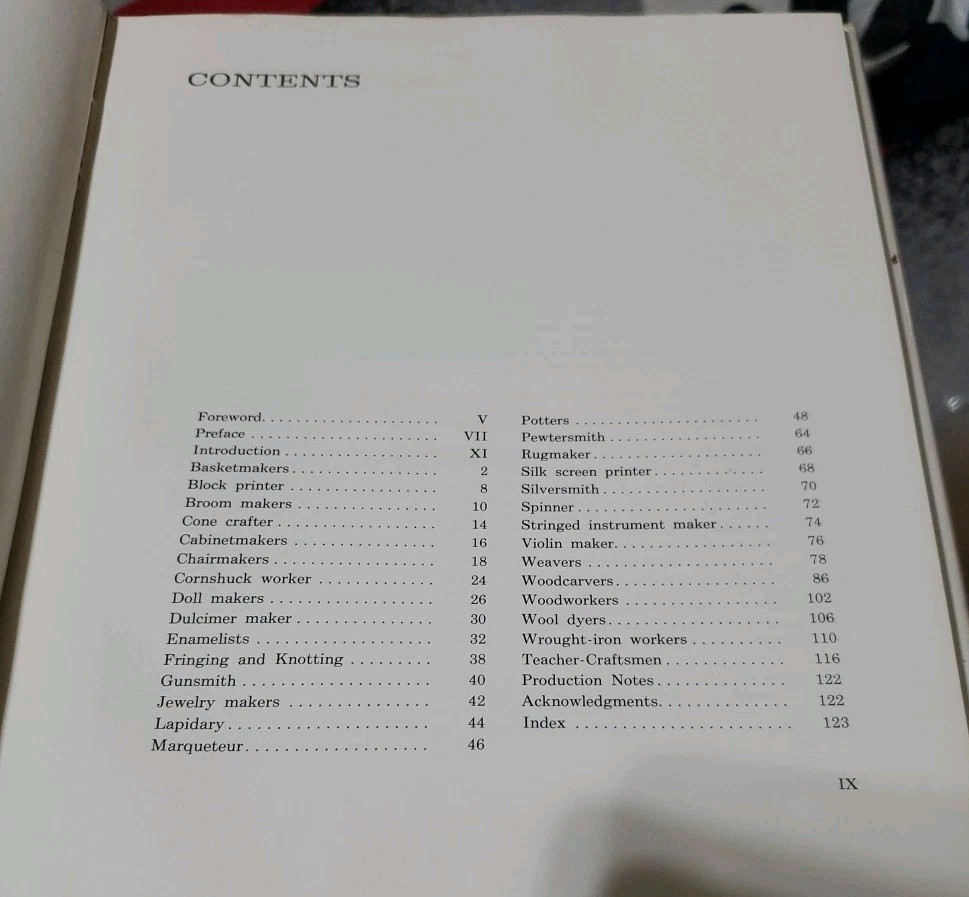 CONTENTS
Foreword. . . . . . . . . . . . . . . . . . . . V
Preface . . . . . . . . . . . . . . . . . . . . . VII
Introduction . . . . . . . . . . . . . . . . . XI
Basketmakers . . . . . . . . . . . . . . . . 2
Block printer . . . . . . . . . . . . . . . . 8
Broom makers . . . . . . . . . . . . . . . 10
Cone crafter . . . . . . . . . . . . . . . . . 14
Cabinetmakers . . . . . . . . . . . . . . . 16
Chairmakers . . . . . . . . . . . . . . . . . 18
Cornshuck worker . . . . . . . . . . . . . 24
Doll makers . . . . . . . . . . . . . . . . . . 26
Dulcimer maker . . . . . . . . . . . . . . . 30
Enamelists . . . . . . . . . . . . . . . . . . . 32
Fringing and Knotting . . . . . . . . . 38
Gunsmith . . . . . . . . . . . . . . . . . . . . 40
Jewelry makers . . . . . . . . . . . . . . . 42
Lapidary . . . . . . . . . . . . . . . . . . . . . 44
Marqueteur. . . . . . . . . . . . . . . . . . . 46
Potters . . . . . . . . . . . . . . . . . . . . . . 48
Pewtersmith . . . . . . . . . . . . . . . . . . 64
Rugmaker . . . . . . . . . . . . . . . . . . . . 66
Silk screen printer . . . . . . . . . . . . 68
Silversmith . . . . . . . . . . . . . . . . . . . 70
Spinner . . . . . . . . . . . . . . . . . . . . . . 72
Stringed instrument maker . . . . . . 74
Violin maker. . . . . . . . . . . . . . . . . . 76
Weavers . . . . . . . . . . . . . . . . . . . . . . 78
Woodcarvers . . . . . . . . . . . . . . . . . . 86
Woodworkers . . . . . . . . . . . . . . . . . 102
Wool dyers . . . . . . . . . . . . . . . . . . . 106
Wrought-iron workers . . . . . . . . . . 110
Teacher-Craftsmen . . . . . . . . . . . . . 116
Production Notes . . . . . . . . . . . . . . 122
Acknowledgments. . . . . . . . . . . . . . 122
Index . . . . . . . . . . . . . . . . . . . . . . . 123
IX